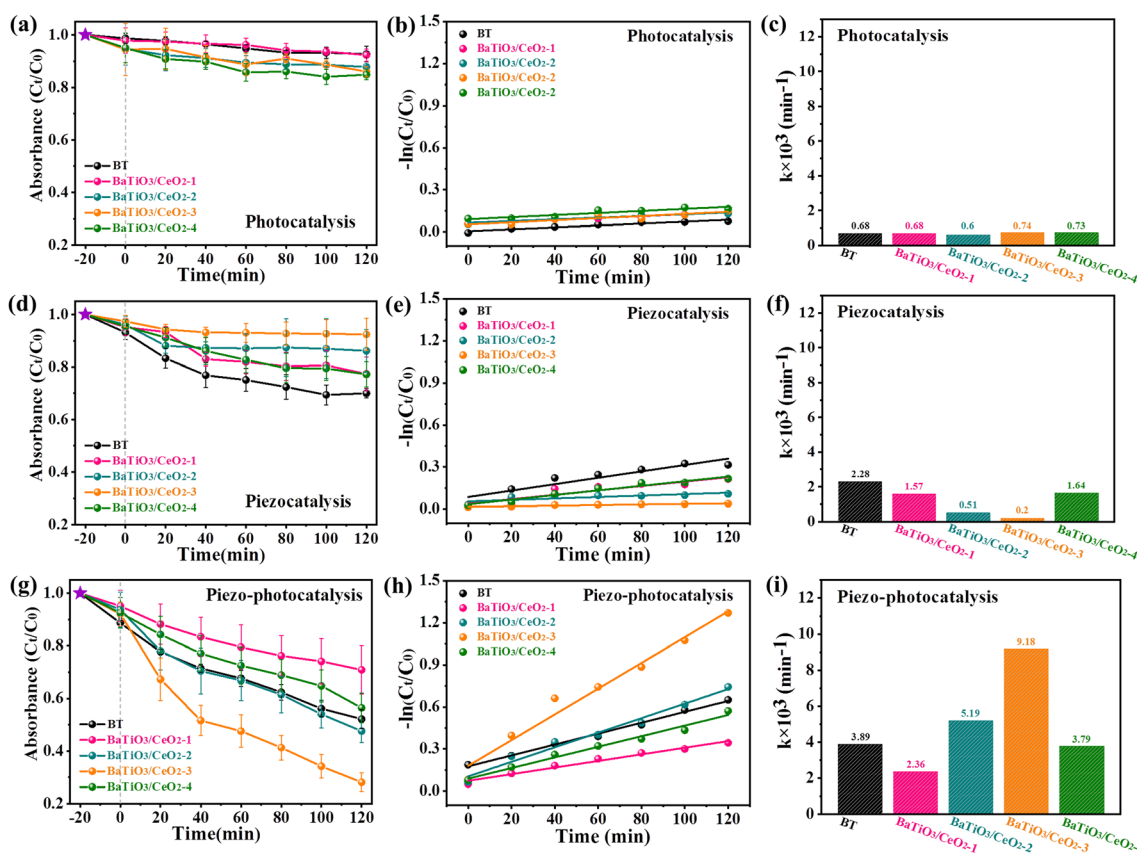 (a)
Absorbance (Ct/C0)
1.0
0.8
0.6
0.4
0.2
BT
BaTiO3/CeO2-1
BaTiO3/CeO2-2
BaTiO3/CeO2-3
BaTiO3/CeO2-4
Photocatalysis
-20 0 20 40 60 80 100 120
Time(min)
(b)
-ln(Ct/C0)
1.5
1.2
0.9
0.6
0.3
0.0
BT
BaTiO3/CeO2-1
BaTiO3/CeO2-2
BaTiO3/CeO2-2
BaTiO3/CeO2-2
Photocatalysis
0 20 40 60 80 100 120
Time (min)
(c)
Photocatalysis
k×10³ (min⁻¹)
12
10
8
6
4
2
0
0.68 0.68 0.6 0.74 0.73
BT BaTiO3/CeO2-1 BaTiO3/CeO2-2 BaTiO3/CeO2-3 BaTiO3/CeO2-4
(d)
Absorbance (Ct/C0)
1.0
0.8
0.6
0.4
0.2
BT
BaTiO3/CeO2-1
BaTiO3/CeO2-2
BaTiO3/CeO2-3
BaTiO3/CeO2-4
Piezocatalysis
-20 0 20 40 60 80 100 120
Time(min)
(e)
-ln(Ct/C0)
1.5
1.2
0.9
0.6
0.3
0.0
BT
BaTiO3/CeO2-1
BaTiO3/CeO2-2
BaTiO3/CeO2-3
BaTiO3/CeO2-4
Piezocatalysis
0 20 40 60 80 100 120
Time (min)
(f)
Piezocatalysis
k×10³ (min⁻¹)
12
10
8
6
4
2
0
2.28 1.57 0.51 0.2 1.64
BT BaTiO3/CeO2-1 BaTiO3/CeO2-2 BaTiO3/CeO2-3 BaTiO3/CeO2-4
(g)
Piezo-photocatalysis
Absorbance (Ct/C0)
1.0
0.8
0.6
0.4
0.2
BT
BaTiO3/CeO2-1
BaTiO3/CeO2-2
BaTiO3/CeO2-3
BaTiO3/CeO2-4
-20 0 20 40 60 80 100 120
Time(min)
(h)
-ln(Ct/C0)
1.5
1.2
0.9
0.6
0.3
0.0
BT
BaTiO3/CeO2-1
BaTiO3/CeO2-2
BaTiO3/CeO2-3
BaTiO3/CeO2-4
Piezo-photocatalysis
0 20 40 60 80 100 120
Time (min)
(i)
Piezo-photocatalysis
k×10³ (min⁻¹)
12
10
8
6
4
2
0
3.89 2.36 5.19 9.18 3.79
BT BaTiO3/CeO2-1 BaTiO3/CeO2-2 BaTiO3/CeO2-3 BaTiO3/CeO2-